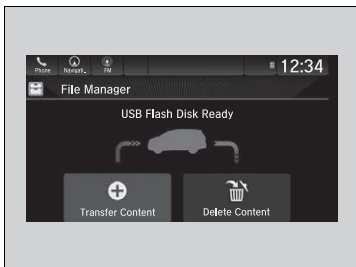 Phone Navigati.. FM 12:34
File Manager
USB Flash Disk Ready
Transfer Content Delete Content